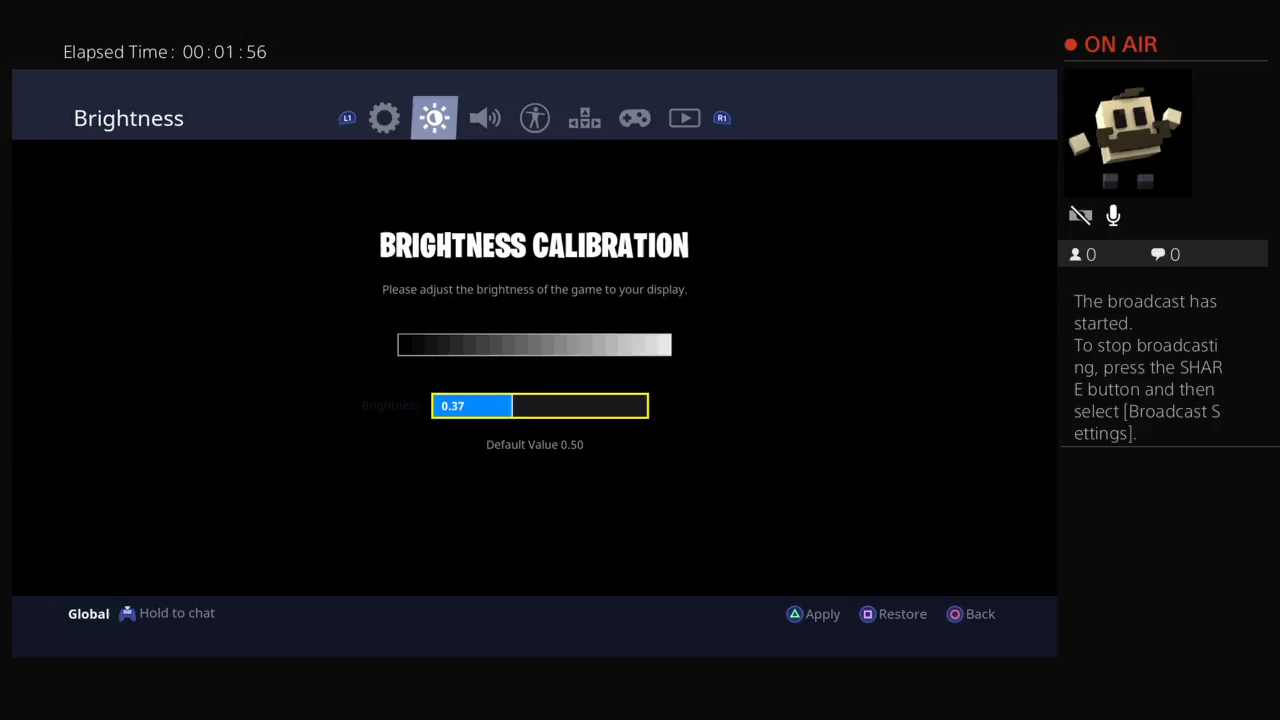 Elapsed Time: 00:01:56
ON AIR
Brightness
L1
R1
BRIGHTNESS CALIBRATION
Please adjust the brightness of the game to your display.
Brightness 0.37
Default Value 0.50
Global Hold to chat
Apply Restore Back
0 0
The broadcast has
started.
To stop broadcasti
ng, press the SHAR
E button and then
select [Broadcast S
ettings].